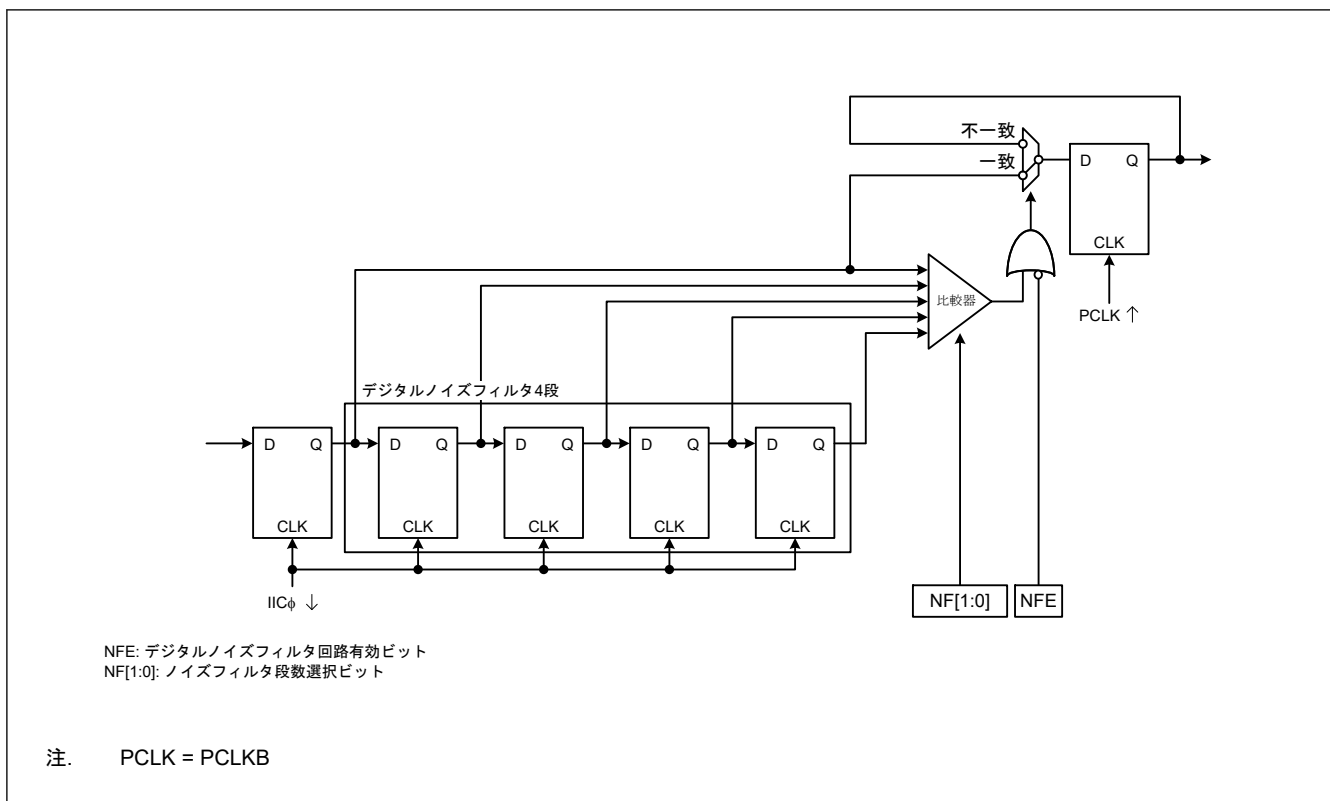 不一致
一致
D Q
CLK
PCLK ↑
比較器
デジタルノイズフィルタ4段
D Q
CLK
D Q
CLK
D Q
CLK
D Q
CLK
D Q
CLK
IICφ ↓
NF[1:0]
NFE
NFE: デジタルノイズフィルタ回路有効ビット
NF[1:0]: ノイズフィルタ段数選択ビット
注. PCLK = PCLKB